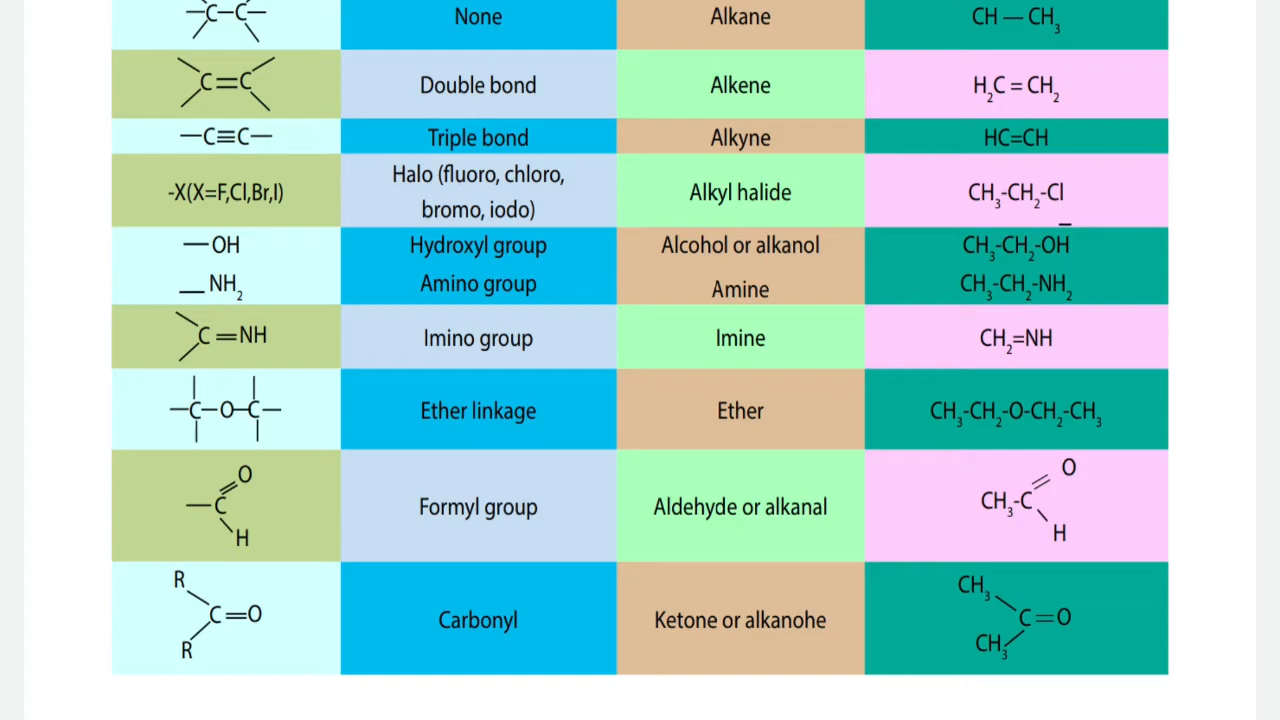 —C—C— None Alkane CH — CH₃
C=C Double bond Alkene H₂C = CH₂
—C≡C— Triple bond Alkyne HC=CH
-X(X=F,Cl,Br,I) Halo (fluoro, chloro,
bromo, iodo) Alkyl halide CH₃-CH₂-Cl
—OH Hydroxyl group Alcohol or alkanol CH₃-CH₂-OH
—NH₂ Amino group Amine CH₃-CH₂-NH₂
C=NH Imino group Imine CH₂=NH
—C—O—C— Ether linkage Ether CH₃-CH₂-O-CH₂-CH₃
O
—C
H
Formyl group Aldehyde or alkanal
O
CH₃-C
H
R
C=O
R
Carbonyl Ketone or alkanohe
CH₃
C=O
CH₃